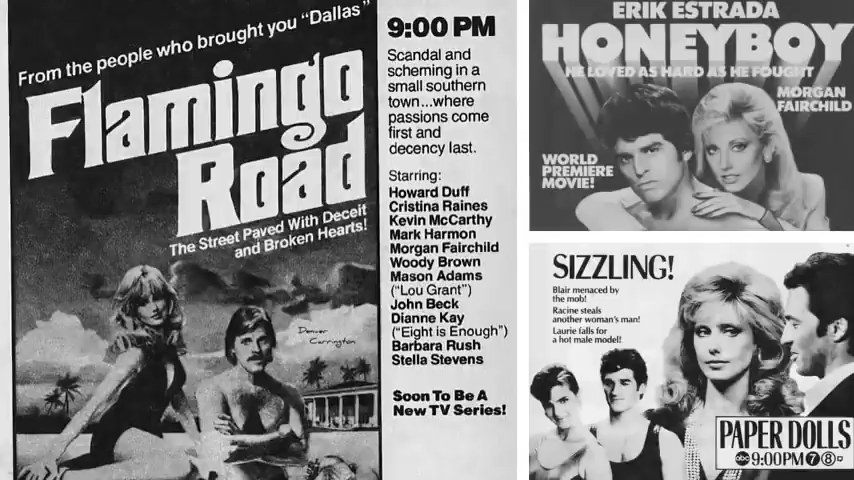 From the people who brought you "Dallas"
Flamingo
Road
The Street Paved With Deceit
and Broken Hearts!
Denver
Carrington
9:00 PM
Scandal and
scheming in a
small southern
town...where
passions come
first and
decency last.
Starring:
Howard Duff
Cristina Raines
Kevin McCarthy
Mark Harmon
Morgan Fairchild
Woody Brown
Mason Adams
("Lou Grant")
John Beck
Dianne Kay
("Eight is Enough")
Barbara Rush
Stella Stevens
Soon To Be A
New TV Series!
ERIK ESTRADA
HONEYBOY
HE LOVED AS HARD AS HE FOUGHT
MORGAN
FAIRCHILD
WORLD
PREMIERE
MOVIE!
SIZZLING!
Blair menaced by
the mob!
Racine steals
another woman's man!
Laurie falls for
a hot male model!
PAPER DOLLS
abc 9:00PM 7 8